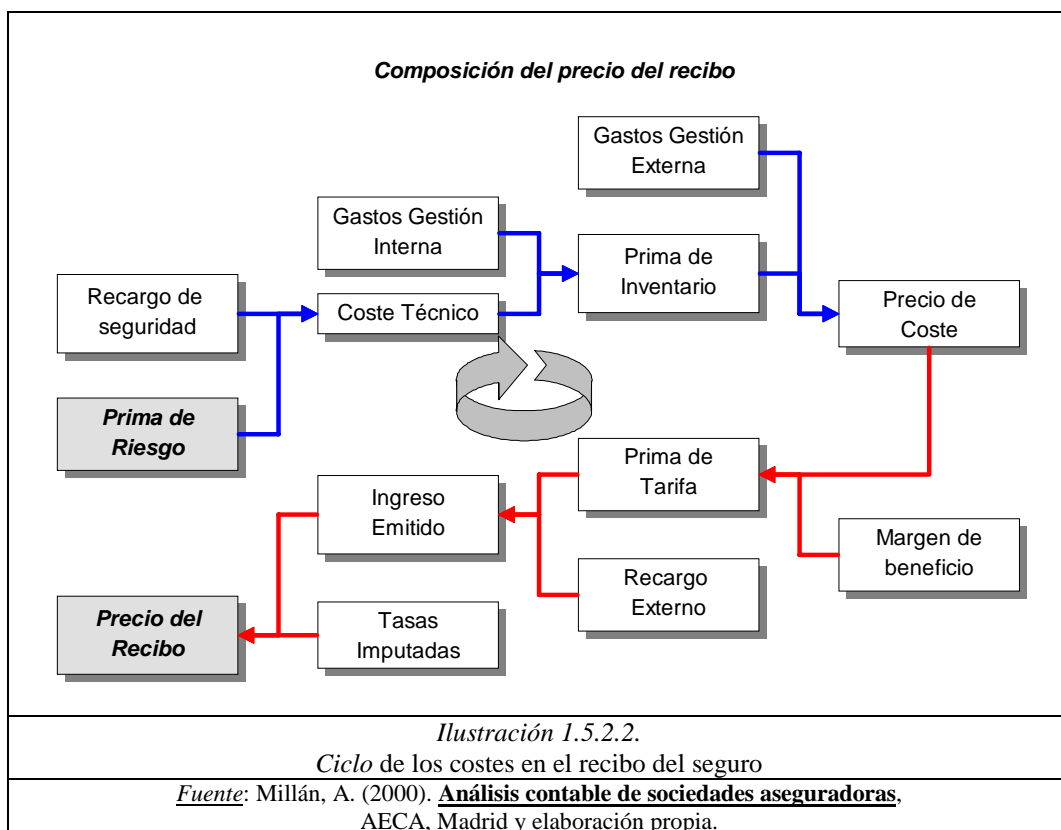 Composición del precio del recibo
Gastos Gestión
Externa
Gastos Gestión
Interna
Prima de
Inventario
Recargo de
seguridad
Coste Técnico
Precio de
Coste
Prima de
Riesgo
Prima de
Tarifa
Ingreso
Emitido
Margen de
beneficio
Recargo
Externo
Precio del
Recibo
Tasas
Imputadas
Ilustración 1.5.2.2.
Ciclo de los costes en el recibo del seguro
Fuente: Millán, A. (2000). Análisis contable de sociedades aseguradoras,
AECA, Madrid y elaboración propia.